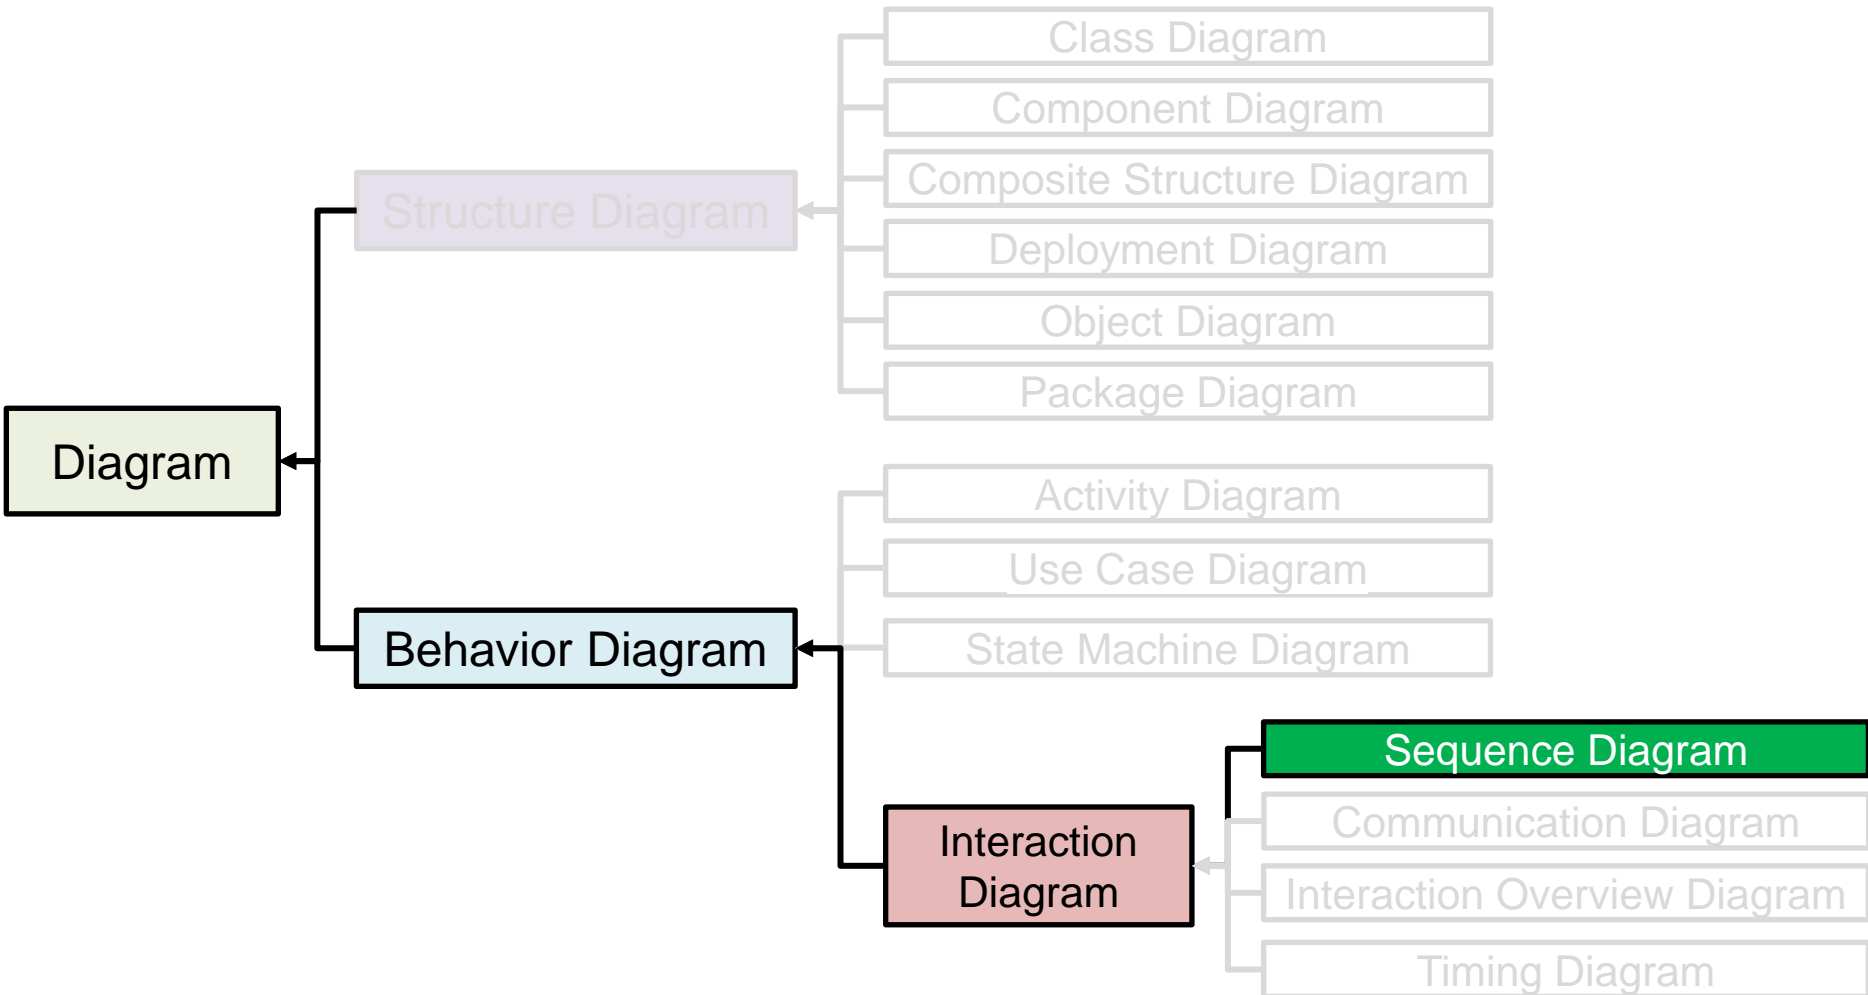 Class Diagram
Component Diagram
Composite Structure Diagram
Structure Diagram
Deployment Diagram
Object Diagram
Package Diagram
Diagram
Activity Diagram
Use Case Diagram
Behavior Diagram
State Machine Diagram
Sequence Diagram
Communication Diagram
Interaction
Diagram
Interaction Overview Diagram
Timing Diagram